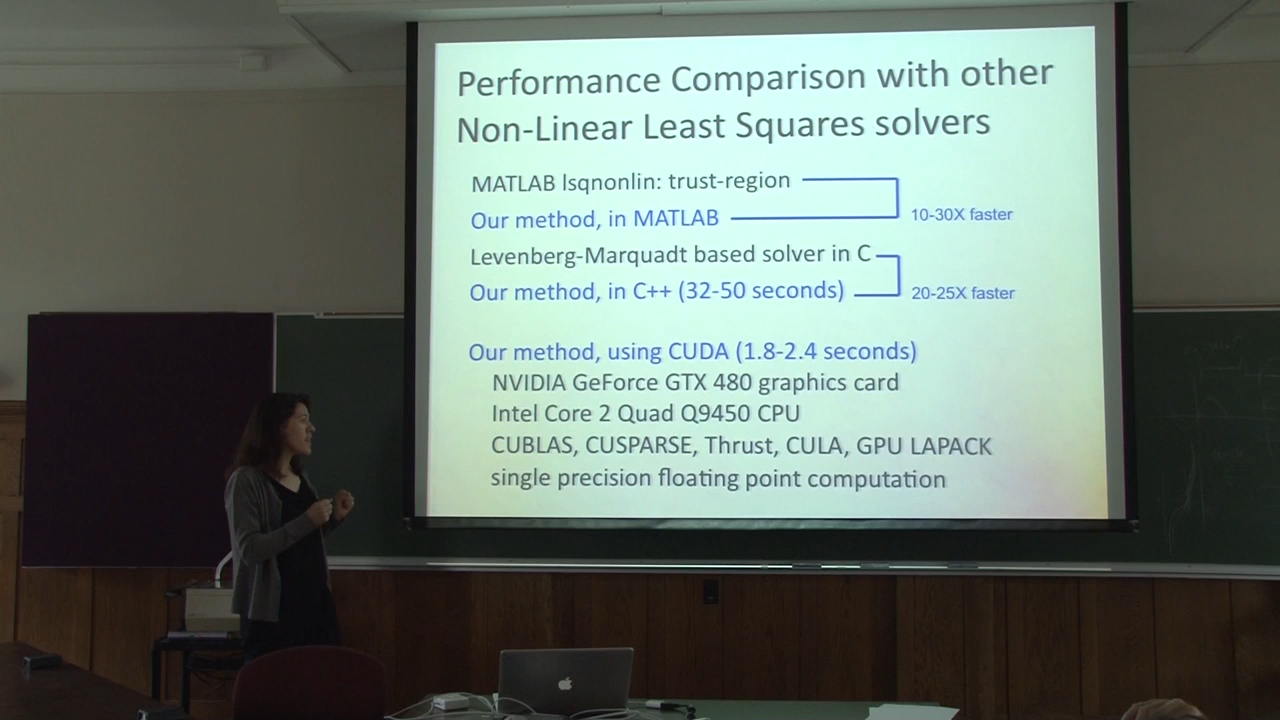 Performance Comparison with other
Non-Linear Least Squares solvers
MATLAB lsqnonlin: trust-region
Our method, in MATLAB
10-30X faster
Levenberg-Marquadt based solver in C
Our method, in C++ (32-50 seconds)
20-25X faster
Our method, using CUDA (1.8-2.4 seconds)
NVIDIA GeForce GTX 480 graphics card
Intel Core 2 Quad Q9450 CPU
CUBLAS, CUSPARSE, Thrust, CULA, GPU LAPACK
single precision floating point computation